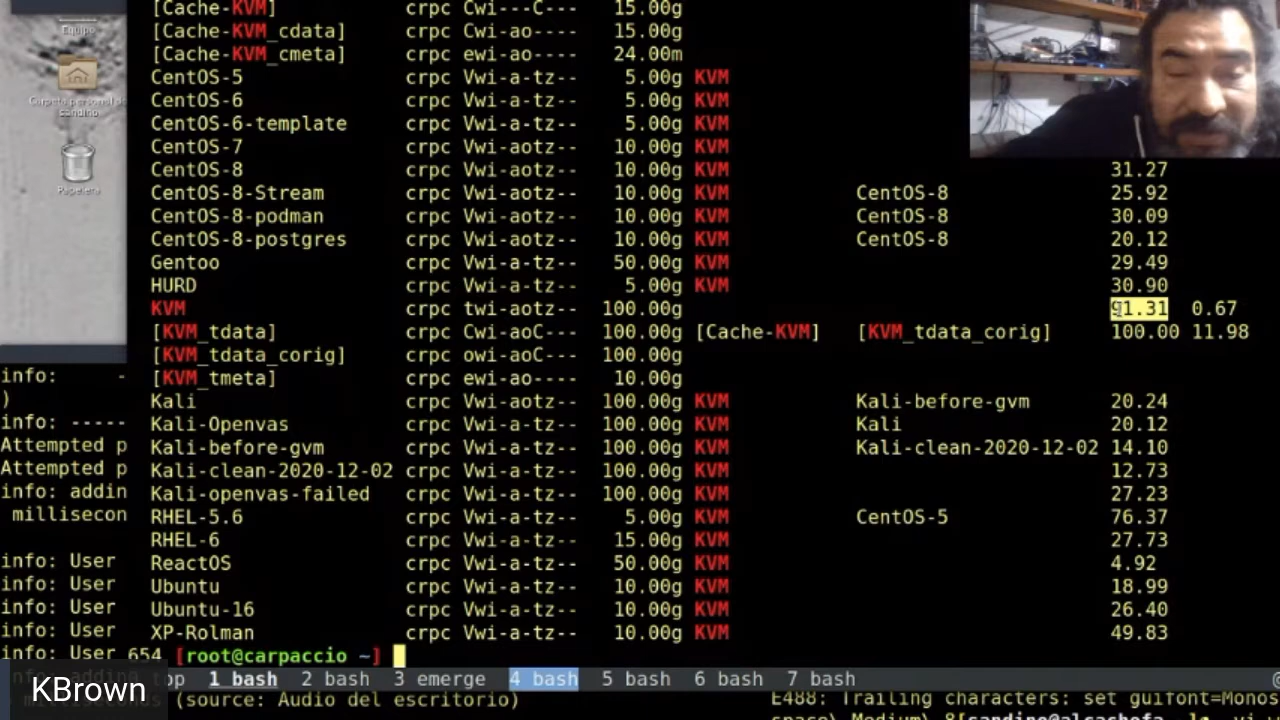 Equipo
Carpeta personal de
sandino
Papelera
[Cache-KVM] crpc Cwi---C--- 15.00g
[Cache-KVM_cdata] crpc Cwi-ao---- 15.00g
[Cache-KVM_cmeta] crpc ewi-ao---- 24.00m
CentOS-5 crpc Vwi-a-tz-- 5.00g KVM
CentOS-6 crpc Vwi-a-tz-- 5.00g KVM
CentOS-6-template crpc Vwi-a-tz-- 5.00g KVM
CentOS-7 crpc Vwi-aotz-- 10.00g KVM
CentOS-8 crpc Vwi-a-tz-- 10.00g KVM 31.27
CentOS-8-Stream crpc Vwi-aotz-- 10.00g KVM CentOS-8 25.92
CentOS-8-podman crpc Vwi-aotz-- 10.00g KVM CentOS-8 30.09
CentOS-8-postgres crpc Vwi-aotz-- 10.00g KVM CentOS-8 20.12
Gentoo crpc Vwi-a-tz-- 50.00g KVM 29.49
HURD crpc Vwi-a-tz-- 5.00g KVM 30.90
KVM crpc twi-aotz-- 100.00g 91.31 0.67
[KVM_tdata] crpc Cwi-aoC--- 100.00g [Cache-KVM] [KVM_tdata_corig] 100.00 11.98
[KVM_tdata_corig] crpc owi-aoC--- 100.00g
[KVM_tmeta] crpc ewi-ao---- 10.00g
Kali crpc Vwi-aotz-- 100.00g KVM Kali-before-gvm 20.24
Kali-Openvas crpc Vwi-a-tz-- 100.00g KVM Kali 20.12
Kali-before-gvm crpc Vwi-a-tz-- 100.00g KVM Kali-clean-2020-12-02 14.10
Kali-clean-2020-12-02 crpc Vwi-a-tz-- 100.00g KVM 12.73
Kali-openvas-failed crpc Vwi-a-tz-- 100.00g KVM 27.23
RHEL-5.6 crpc Vwi-a-tz-- 5.00g KVM CentOS-5 76.37
RHEL-6 crpc Vwi-a-tz-- 15.00g KVM 27.73
ReactOS crpc Vwi-a-tz-- 50.00g KVM 4.92
Ubuntu crpc Vwi-a-tz-- 10.00g KVM 18.99
Ubuntu-16 crpc Vwi-a-tz-- 10.00g KVM 26.40
XP-Rolman crpc Vwi-a-tz-- 10.00g KVM 49.83
654 [root@carpaccio ~]
info: -
)
info: -----
Attempted p
Attempted p
info: addin
millisecon
info: User
info: User
info: User
info: User
info: User
op 1 bash 2 bash 3 emerge 4 bash 5 bash 6 bash 7 bash
(source: Audio del escritorio)
E488: Trailing characters: set guifont=Monos
KBrown